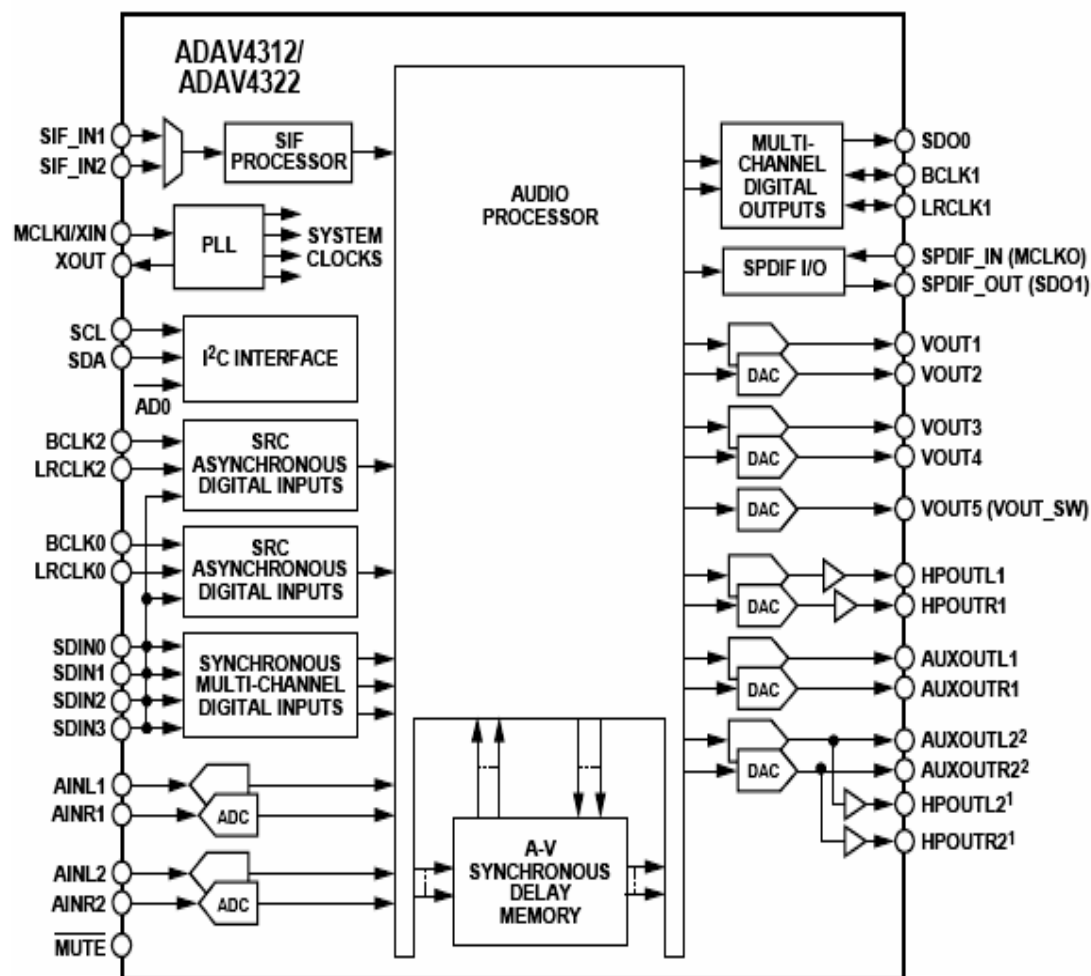 ADAV4312/
ADAV4322
SIF_IN1
SIF_IN2
SIF
PROCESSOR
MCLKI/XIN
XOUT
PLL
SYSTEM
CLOCKS
SCL
SDA
AD0
I²C INTERFACE
BCLK2
LRCLK2
SRC
ASYNCHRONOUS
DIGITAL INPUTS
BCLK0
LRCLK0
SRC
ASYNCHRONOUS
DIGITAL INPUTS
SDIN0
SDIN1
SDIN2
SDIN3
SYNCHRONOUS
MULTI-CHANNEL
DIGITAL INPUTS
AINL1
AINR1
ADC
AINL2
AINR2
ADC
MUTE
AUDIO
PROCESSOR
A-V
SYNCHRONOUS
DELAY
MEMORY
MULTI-
CHANNEL
DIGITAL
OUTPUTS
SDO0
BCLK1
LRCLK1
SPDIF I/O
SPDIF_IN (MCLKO)
SPDIF_OUT (SDO1)
DAC
VOUT1
VOUT2
DAC
VOUT3
VOUT4
DAC
VOUT5 (VOUT_SW)
DAC
HPOUTL1
HPOUTR1
DAC
AUXOUTL1
AUXOUTR1
DAC
AUXOUTL2²
AUXOUTR2²
HPOUTL2¹
HPOUTR2¹